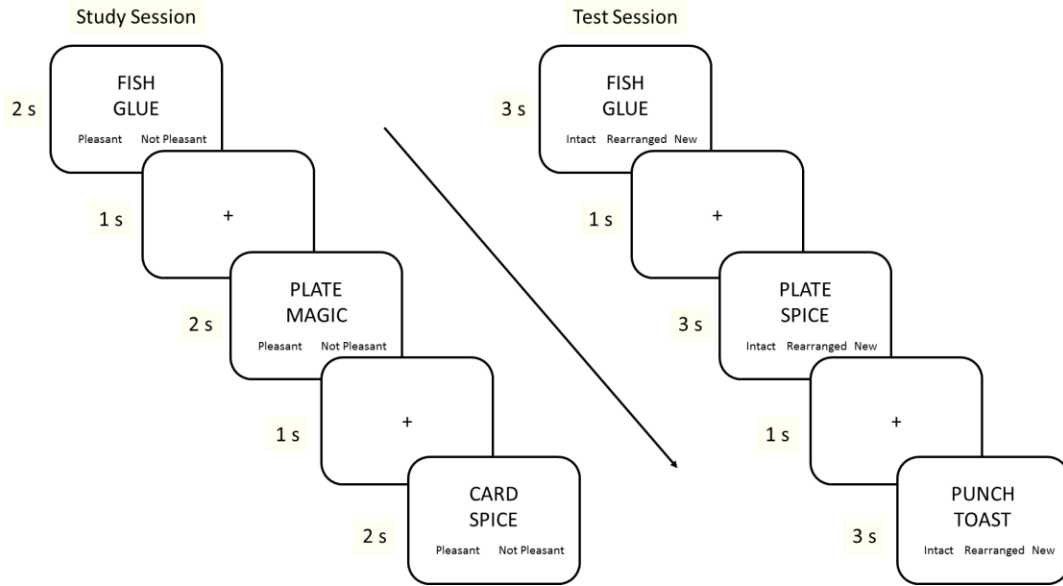 Study Session
2 s
FISH
GLUE
Pleasant Not Pleasant
1 s
+
2 s
PLATE
MAGIC
Pleasant Not Pleasant
1 s
+
2 s
CARD
SPICE
Pleasant Not Pleasant
Test Session
3 s
FISH
GLUE
Intact Rearranged New
1 s
+
3 s
PLATE
SPICE
Intact Rearranged New
1 s
+
3 s
PUNCH
TOAST
Intact Rearranged New